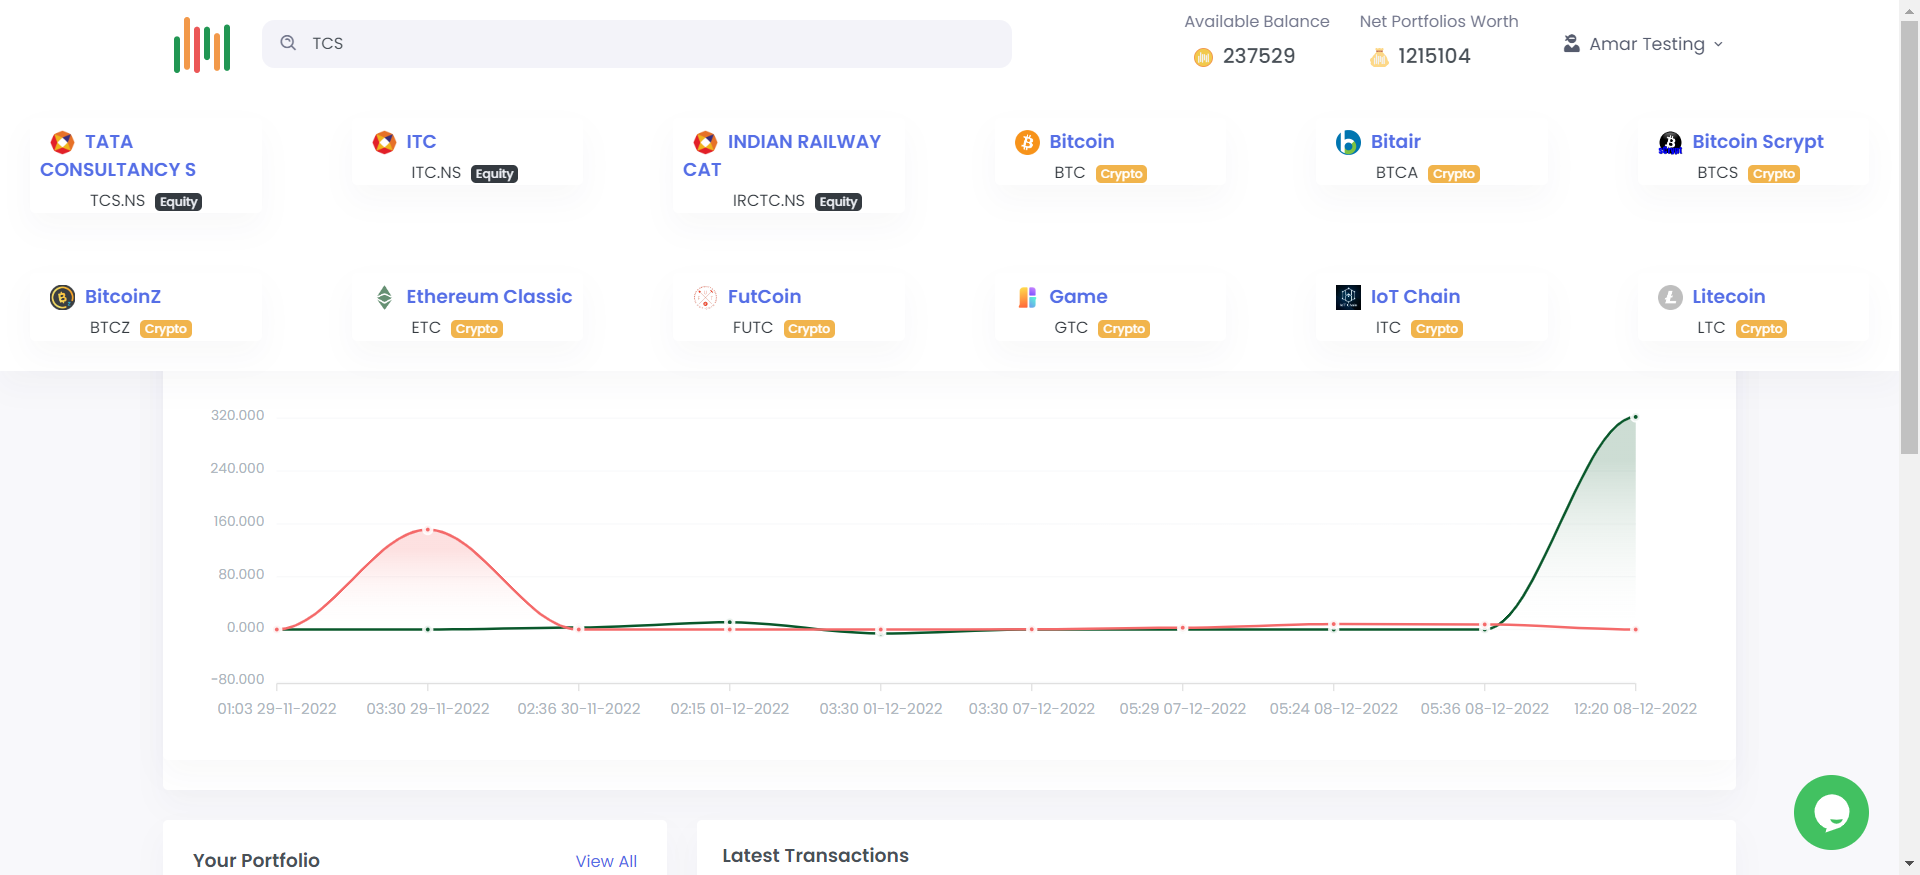 TCS
Available Balance
237529
Net Portfolios Worth
1215104
Amar Testing
TATA
CONSULTANCY S
TCS.NS Equity
ITC
ITC.NS Equity
INDIAN RAILWAY
CAT
IRCTC.NS Equity
Bitcoin
BTC Crypto
Bitair
BTCA Crypto
Bitcoin Scrypt
BTCS Crypto
BitcoinZ
BTCZ Crypto
Ethereum Classic
ETC Crypto
FutCoin
FUTC Crypto
Game
GTC Crypto
IoT Chain
ITC Crypto
Litecoin
LTC Crypto
320.000
240.000
160.000
80.000
0.000
-80.000
01:03 29-11-2022
03:30 29-11-2022
02:36 30-11-2022
02:15 01-12-2022
03:30 01-12-2022
03:30 07-12-2022
05:29 07-12-2022
05:24 08-12-2022
05:36 08-12-2022
12:20 08-12-2022
Your Portfolio
View All
Latest Transactions